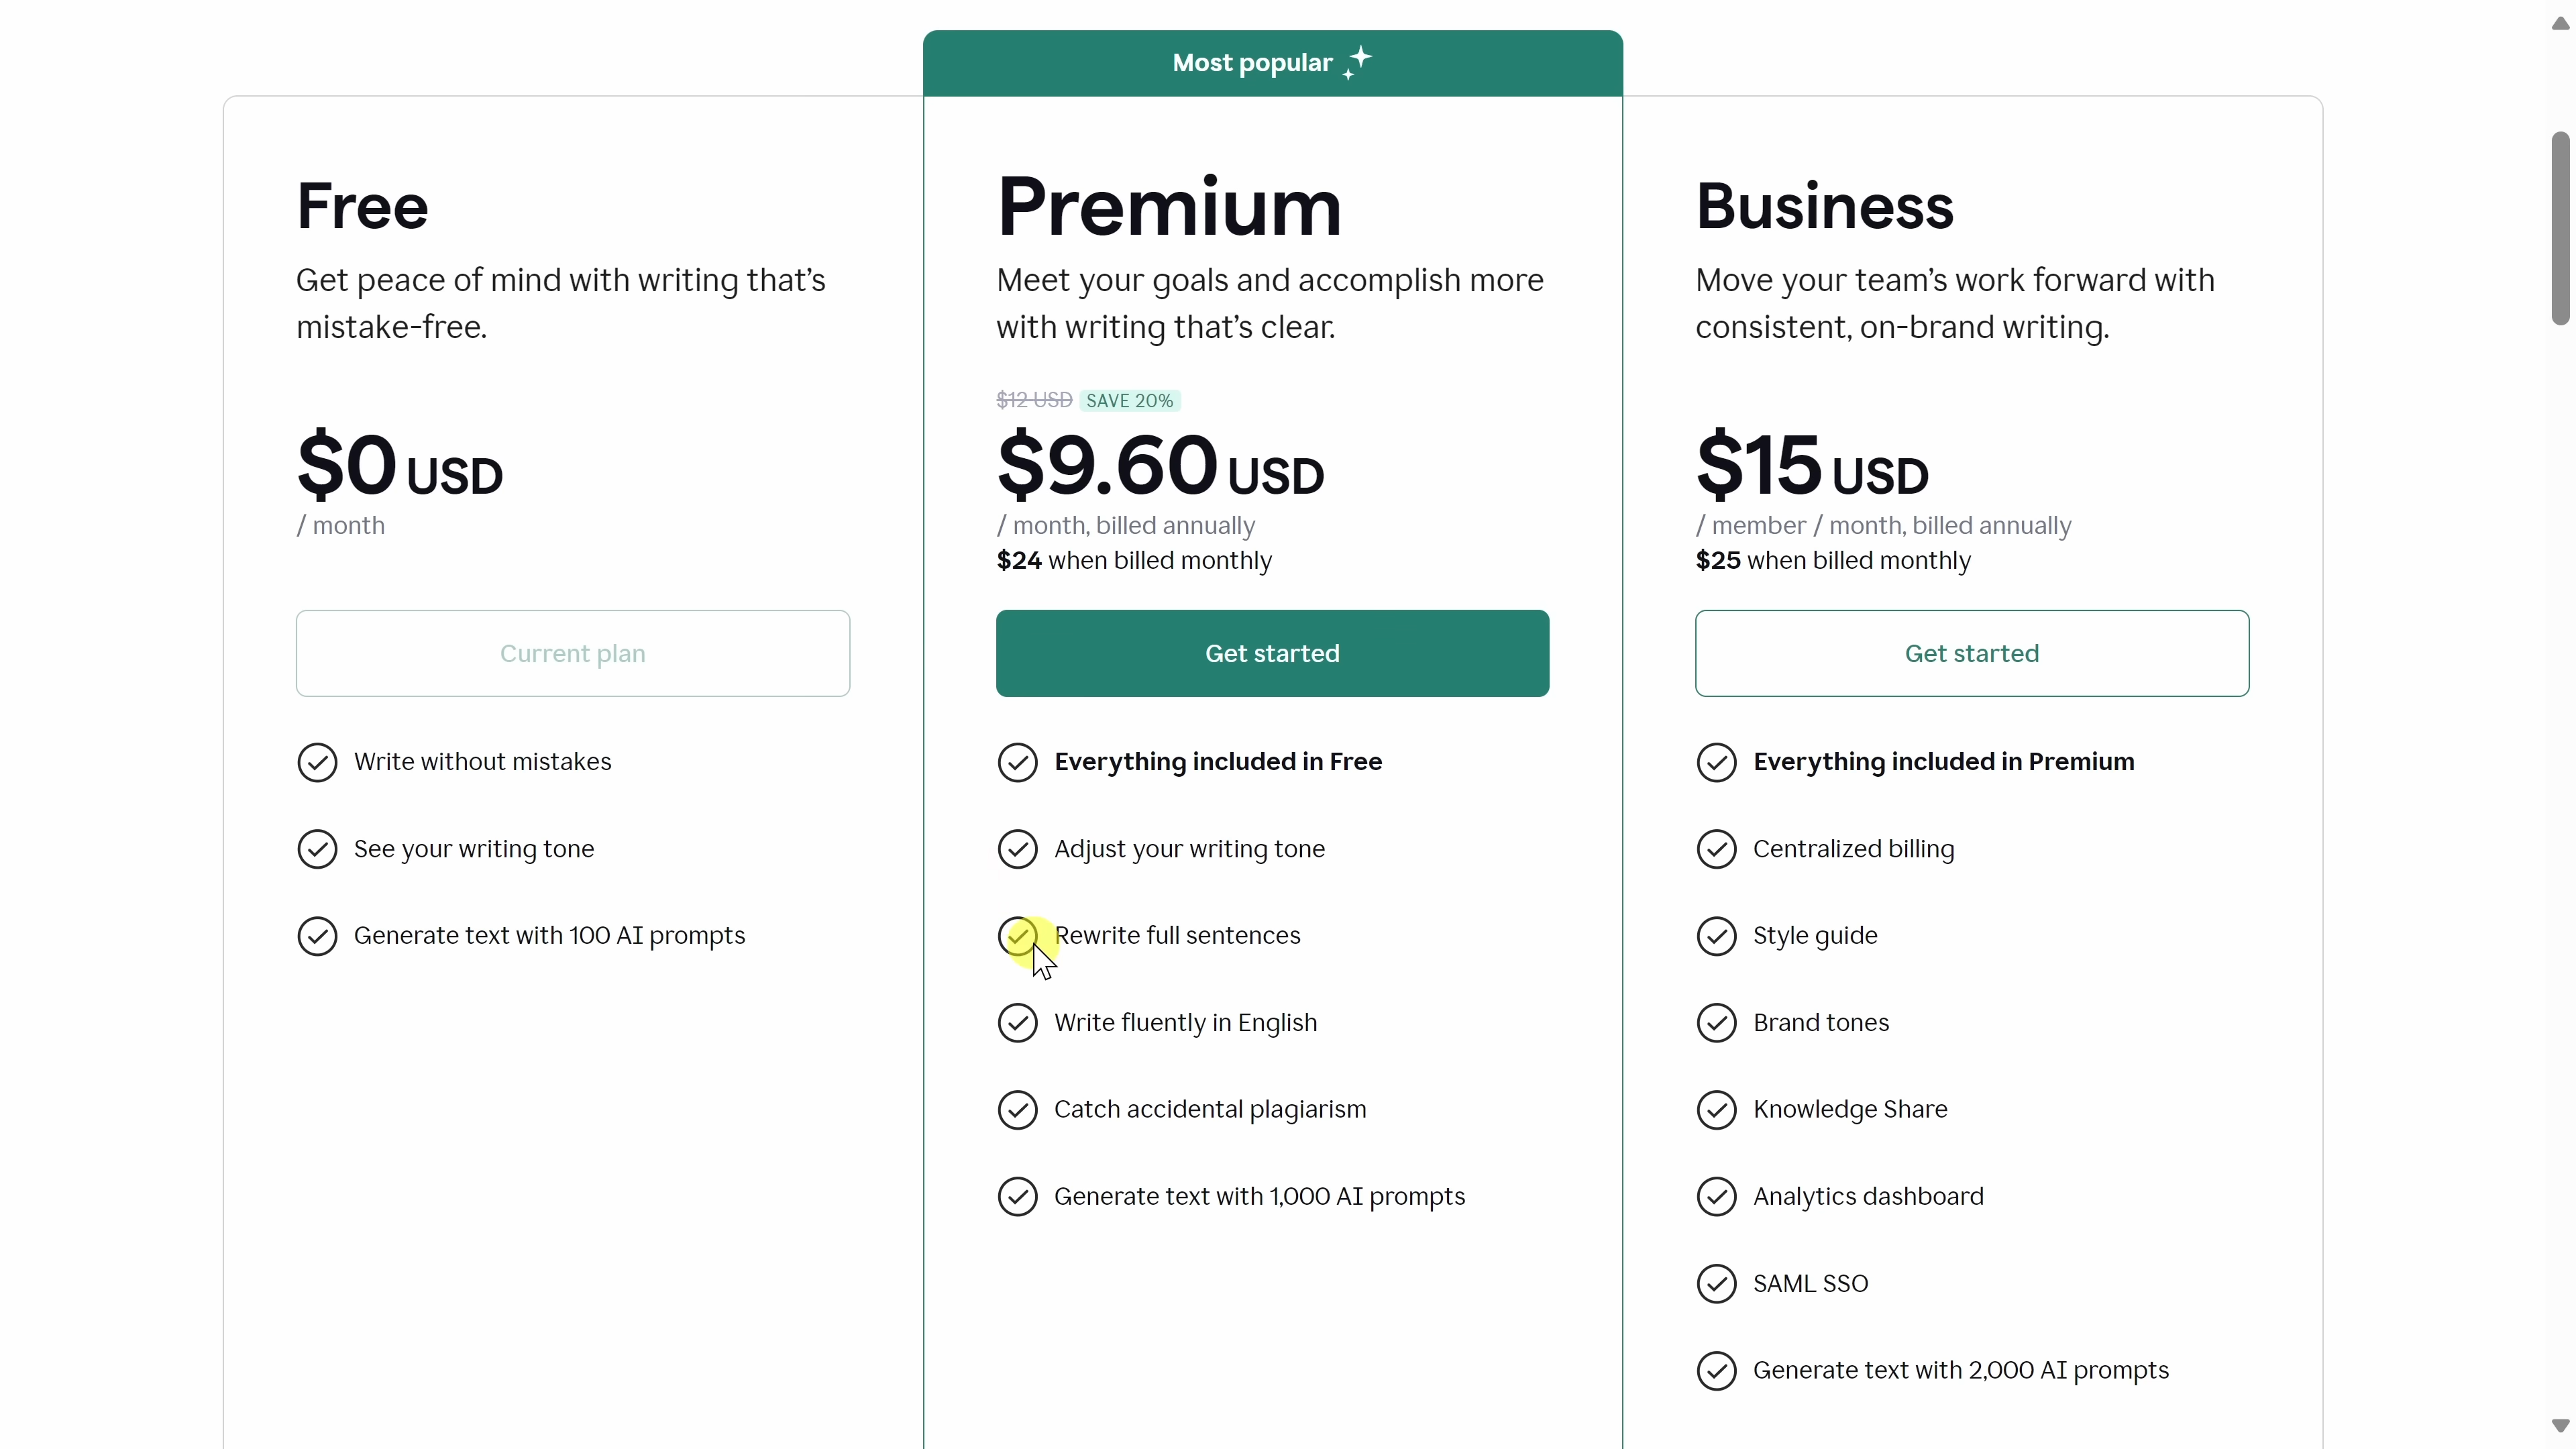 Most popular
Free
Get peace of mind with writing that’s
mistake-free.
$0 USD
/ month
Current plan
Write without mistakes
See your writing tone
Generate text with 100 AI prompts
Premium
Meet your goals and accomplish more
with writing that’s clear.
$12 USD SAVE 20%
$9.60 USD
/ month, billed annually
$24 when billed monthly
Get started
Everything included in Free
Adjust your writing tone
Rewrite full sentences
Write fluently in English
Catch accidental plagiarism
Generate text with 1,000 AI prompts
Business
Move your team’s work forward with
consistent, on-brand writing.
$15 USD
/ member / month, billed annually
$25 when billed monthly
Get started
Everything included in Premium
Centralized billing
Style guide
Brand tones
Knowledge Share
Analytics dashboard
SAML SSO
Generate text with 2,000 AI prompts